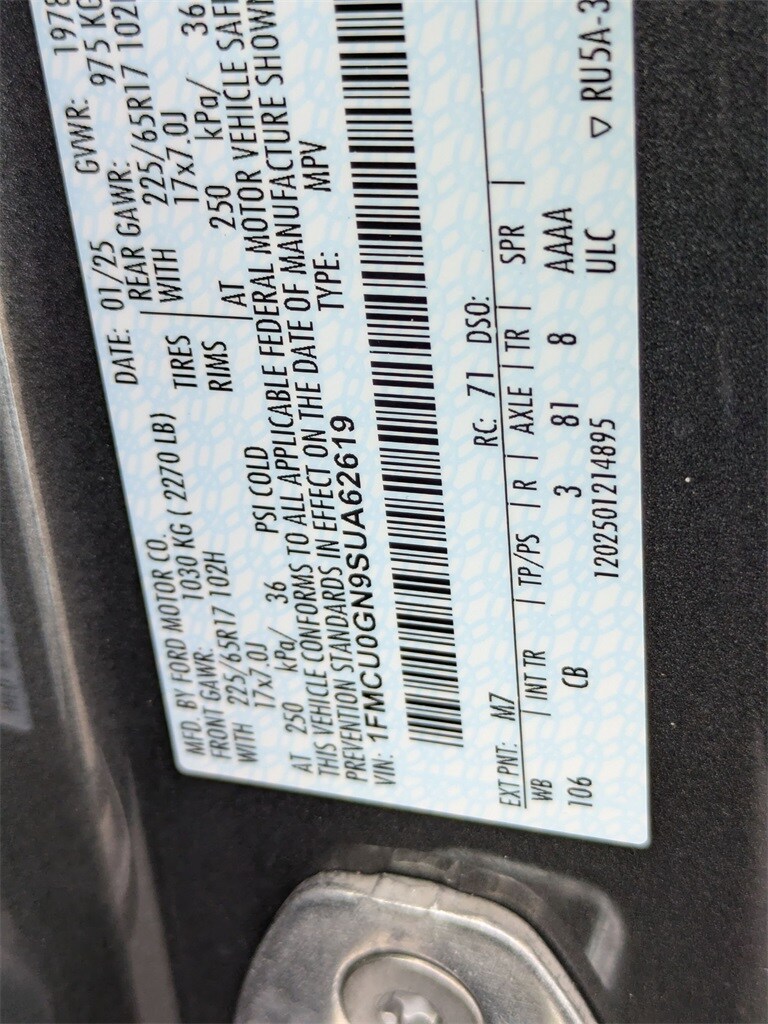 MFD. BY FORD MOTOR CO. DATE: 01/25 GVWR: 1978
FRONT GAWR: 1030 KG ( 2270 LB) REAR GAWR: 975 KG
WITH 225/65R17 102H TIRES WITH 225/65R17 102H
17x7.0J RIMS 17x7.0J
AT 250 kPa/ 36 PSI COLD AT 250 kPa/ 36
THIS VEHICLE CONFORMS TO ALL APPLICABLE FEDERAL MOTOR VEHICLE SAFE
PREVENTION STANDARDS IN EFFECT ON THE DATE OF MANUFACTURE SHOWN
VIN: 1FMCU0GN9SUA62619 TYPE: MPV
EXT PNT: M7 RC: 71 DSO:
WB | INT TR | TP/PS | R | AXLE | TR | SPR |
106 CB 3 81 8 AAAA
1202501214895 ULC ▽ RU5A-3